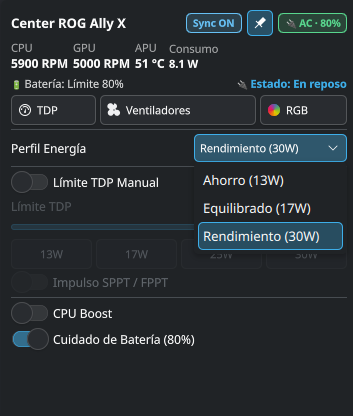 Center ROG Ally X Sync ON AC · 80%
CPU GPU APU Consumo
5900 RPM 5000 RPM 51 °C 8.1 W
Batería: Límite 80% Estado: En reposo
TDP Ventiladores RGB
Perfil Energía Rendimiento (30W)
Ahorro (13W)
Equilibrado (17W)
Rendimiento (30W)
Límite TDP Manual
Límite TDP
13W 17W 25W 30W
Impulso SPPT / FPPT
CPU Boost
Cuidado de Batería (80%)